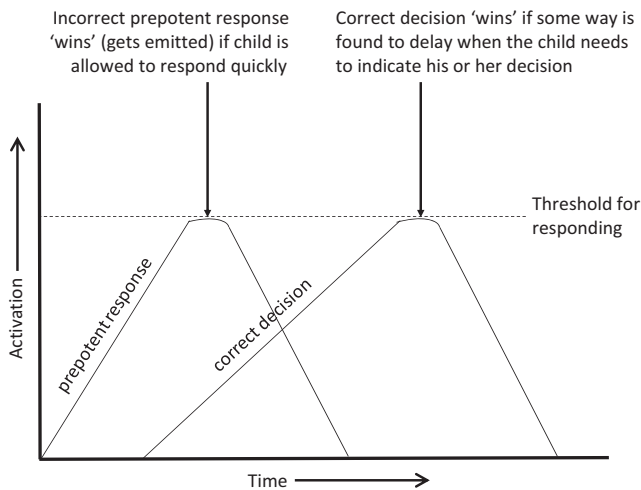 Incorrect prepotent response
‘wins’ (gets emitted) if child is
allowed to respond quickly
Correct decision ‘wins’ if some way is
found to delay when the child needs
to indicate his or her decision
Threshold for
responding
Activation
prepotent response
correct decision
Time